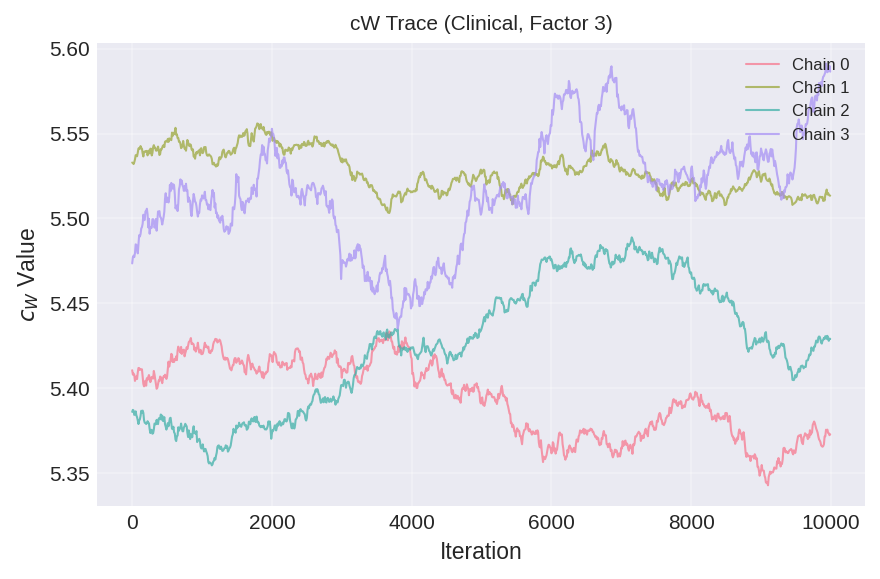 cW Trace (Clinical, Factor 3)
5.60
5.55
5.50
5.45
5.40
5.35
c_W Value
0 2000 4000 6000 8000 10000
Iteration
Chain 0
Chain 1
Chain 2
Chain 3